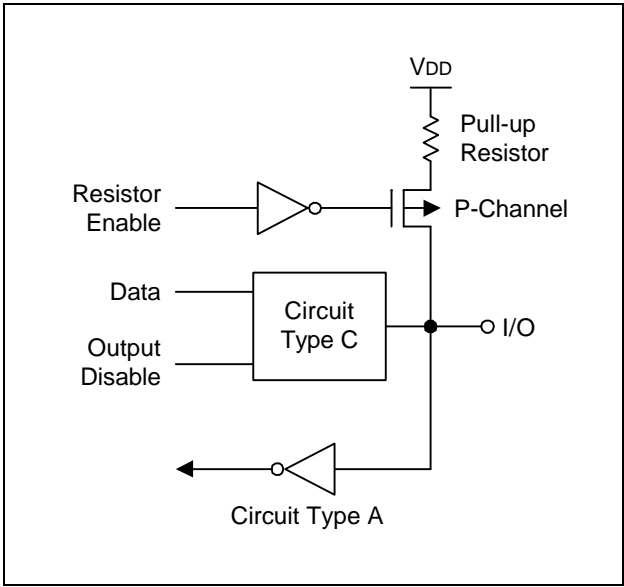 VDD
Pull-up
Resistor
Resistor
Enable
P-Channel
Data
Circuit
Type C
I/O
Output
Disable
Circuit Type A